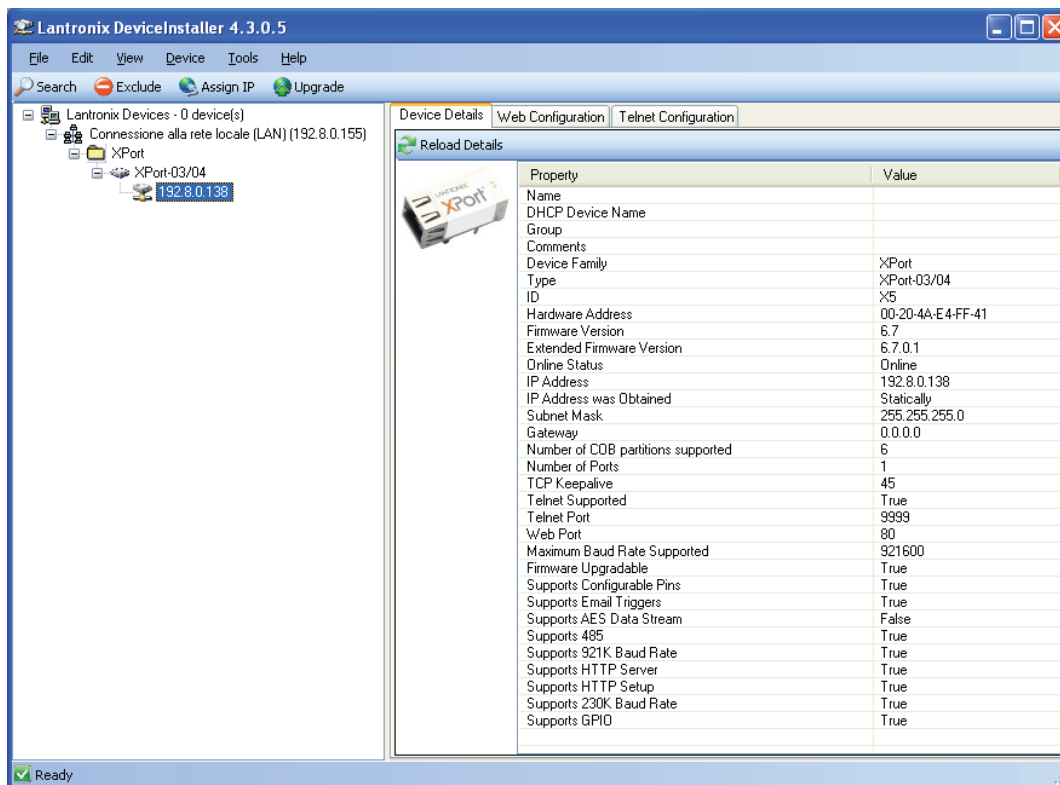 Lantronix DeviceInstaller 4.3.0.5
File Edit View Device Tools Help
Search Exclude Assign IP Upgrade
Lantronix Devices - 0 device(s)
Connessione alla rete locale (LAN) (192.8.0.155)
XPort
XPort-03/04
192.8.0.138
Device Details Web Configuration Telnet Configuration
Reload Details
LANTRONIX
XPort
Property Value
Name
DHCP Device Name
Group
Comments
Device Family XPort
Type XPort-03/04
ID X5
Hardware Address 00-20-4A-E4-FF-41
Firmware Version 6.7
Extended Firmware Version 6.7.0.1
Online Status Online
IP Address 192.8.0.138
IP Address was Obtained Statically
Subnet Mask 255.255.255.0
Gateway 0.0.0.0
Number of COB partitions supported 6
Number of Ports 1
TCP Keepalive 45
Telnet Supported True
Telnet Port 9999
Web Port 80
Maximum Baud Rate Supported 921600
Firmware Upgradable True
Supports Configurable Pins True
Supports Email Triggers True
Supports AES Data Stream False
Supports 485 True
Supports 921K Baud Rate True
Supports HTTP Server True
Supports HTTP Setup True
Supports 230K Baud Rate True
Supports GPIO True
Ready